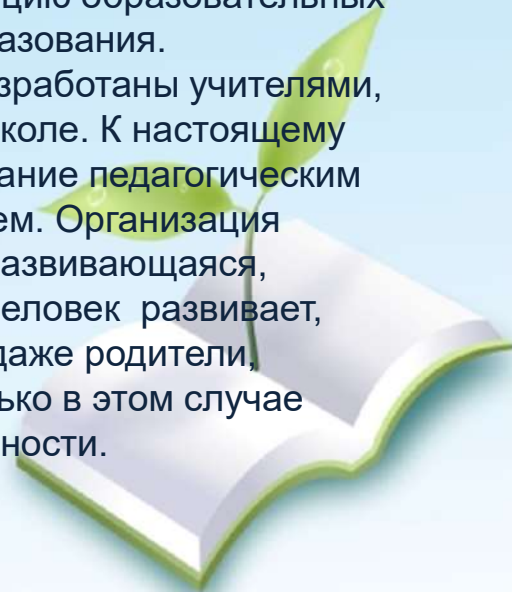 цию образовательных
азования.
зработаны учителями,
коле. К настоящему
ание педагогическим
ем. Организация
азвивающаяся,
еловек развивает,
даже родители,
ько в этом случае
ности.